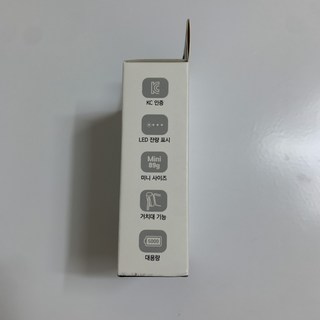 KC 인증
LED 잔량 표시
Mini
89g
미니 사이즈
거치대 기능
대용량